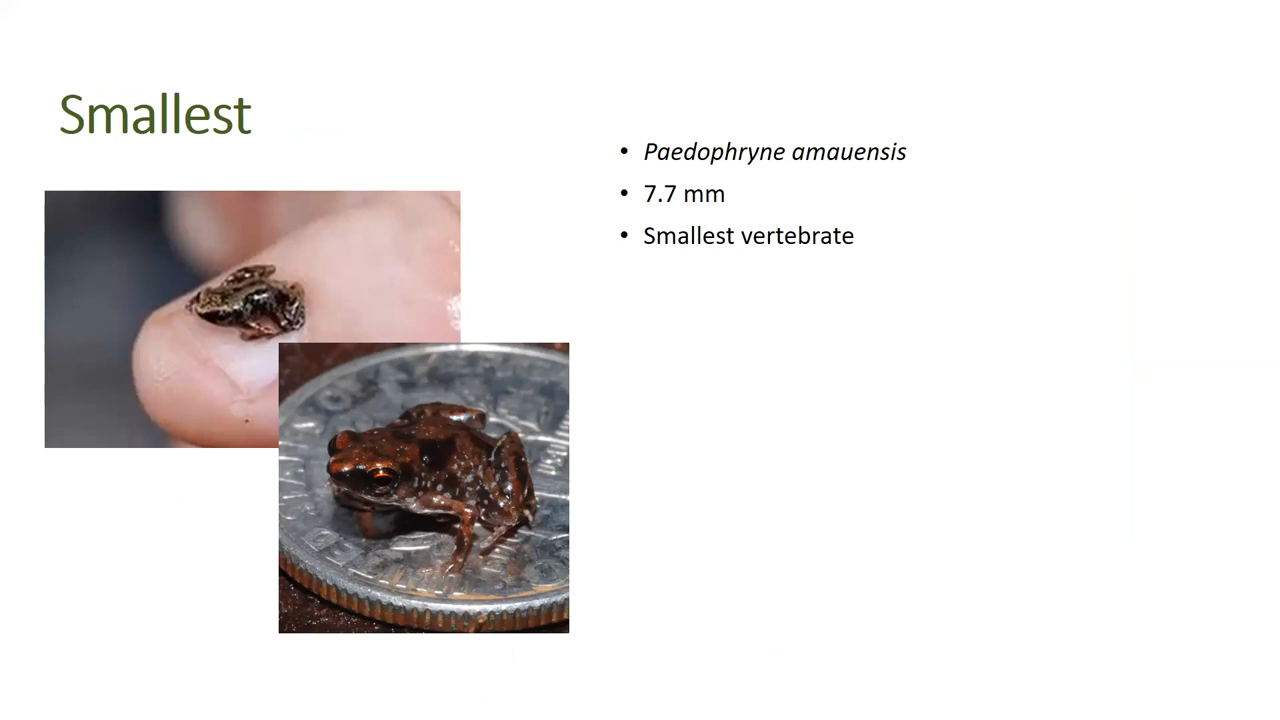 Smallest
• Paedophryne amauensis
• 7.7 mm
• Smallest vertebrate